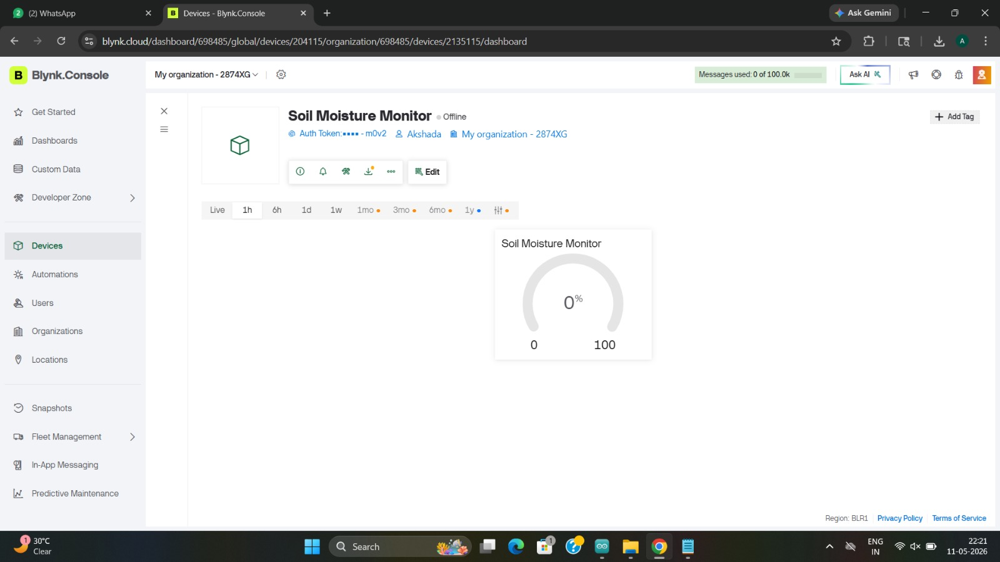 2
(2) WhatsApp
B
Devices - Blynk.Console
Ask Gemini
blynk.cloud/dashboard/698485/global/devices/204115/organization/698485/devices/2135115/dashboard
A
B
Blynk.Console
My organization - 2874XG
Messages used: 0 of 100.0k
Ask AI
Get Started
Dashboards
Custom Data
Developer Zone
Devices
Automations
Users
Organizations
Locations
Snapshots
Fleet Management
In-App Messaging
Predictive Maintenance
Soil Moisture Monitor
Offline
Add Tag
Auth Token:▪▪▪▪ - m0v2
Akshada
My organization - 2874XG
Edit
Live
1h
6h
1d
1w
1mo
3mo
6mo
1y
Soil Moisture Monitor
0%
0
100
Region: BLR1
Privacy Policy
Terms of Service
1
30°C
Clear
Search
1
ENG
IN
22:21
11-05-2026